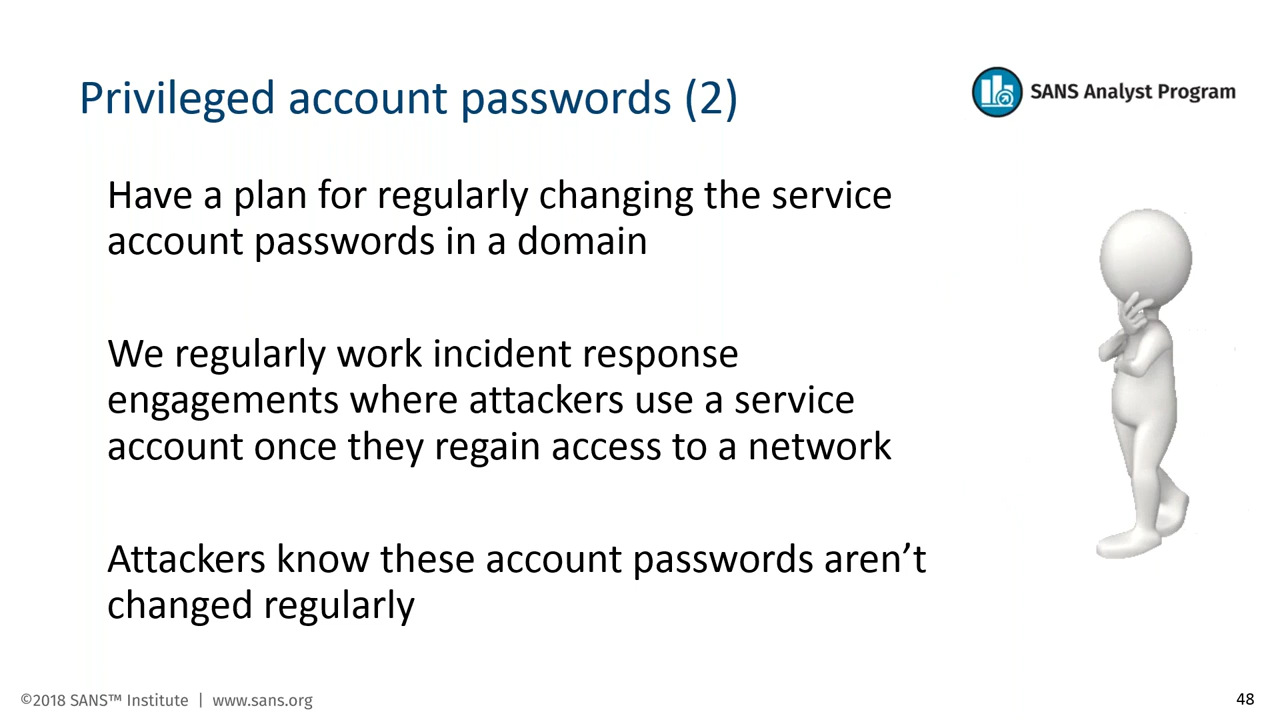 Privileged account passwords (2)
SANS Analyst Program
Have a plan for regularly changing the service
account passwords in a domain
We regularly work incident response
engagements where attackers use a service
account once they regain access to a network
Attackers know these account passwords aren’t
changed regularly
©2018 SANS™ Institute | www.sans.org
48